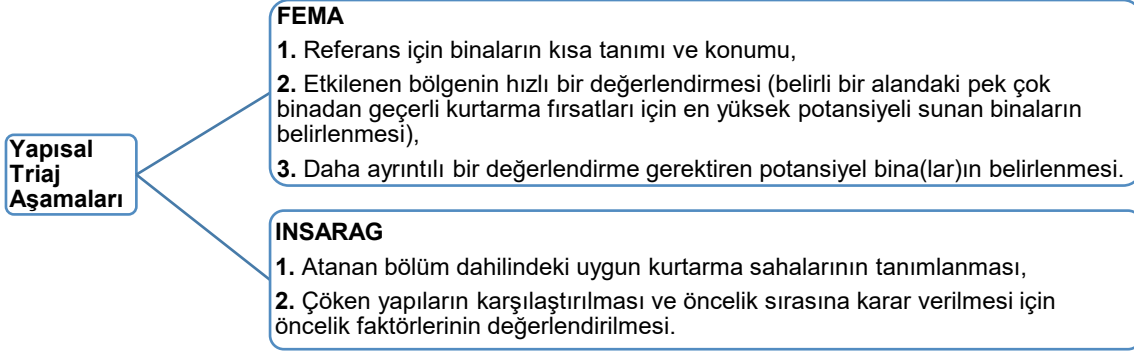 FEMA
1. Referans için binaların kısa tanımı ve konumu,
2. Etkilenen bölgenin hızlı bir değerlendirmesi (belirli bir alandaki pek çok
binadan geçerli kurtarma fırsatları için en yüksek potansiyeli sunan binaların
belirlenmesi),
3. Daha ayrıntılı bir değerlendirme gerektiren potansiyel bina(lar)ın belirlenmesi.
Yapısal
Triaj
Aşamaları
INSARAG
1. Atanan bölüm dahilindeki uygun kurtarma sahalarının tanımlanması,
2. Çöken yapıların karşılaştırılması ve öncelik sırasına karar verilmesi için
öncelik faktörlerinin değerlendirilmesi.